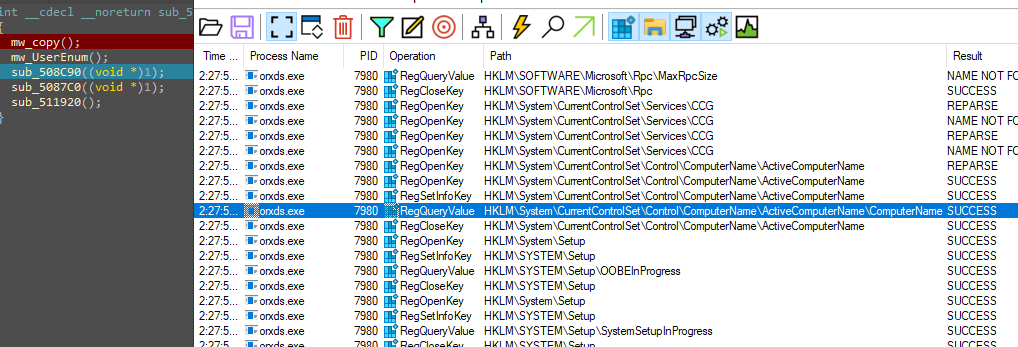 int __cdecl __noreturn sub_5
{
mw_copy();
mw_UserEnum();
sub_508C90((void *)1);
sub_5087C0((void *)1);
sub_511920();
}
Time ... Process Name PID Operation Path Result
2:27:5... orxds.exe 7980 RegQueryValue HKLM\SOFTWARE\Microsoft\Rpc\MaxRpcSize NAME NOT FO
2:27:5... orxds.exe 7980 RegCloseKey HKLM\SOFTWARE\Microsoft\Rpc SUCCESS
2:27:5... orxds.exe 7980 RegOpenKey HKLM\System\CurrentControlSet\Services\CCG REPARSE
2:27:5... orxds.exe 7980 RegOpenKey HKLM\System\CurrentControlSet\Services\CCG NAME NOT FO
2:27:5... orxds.exe 7980 RegOpenKey HKLM\System\CurrentControlSet\Services\CCG REPARSE
2:27:5... orxds.exe 7980 RegOpenKey HKLM\System\CurrentControlSet\Services\CCG NAME NOT FO
2:27:5... orxds.exe 7980 RegOpenKey HKLM\System\CurrentControlSet\Control\ComputerName\ActiveComputerName REPARSE
2:27:5... orxds.exe 7980 RegOpenKey HKLM\System\CurrentControlSet\Control\ComputerName\ActiveComputerName SUCCESS
2:27:5... orxds.exe 7980 RegSetInfoKey HKLM\System\CurrentControlSet\Control\ComputerName\ActiveComputerName SUCCESS
2:27:5... orxds.exe 7980 RegQueryValue HKLM\System\CurrentControlSet\Control\ComputerName\ActiveComputerName\ComputerName SUCCESS
2:27:5... orxds.exe 7980 RegCloseKey HKLM\System\CurrentControlSet\Control\ComputerName\ActiveComputerName SUCCESS
2:27:5... orxds.exe 7980 RegOpenKey HKLM\System\Setup SUCCESS
2:27:5... orxds.exe 7980 RegSetInfoKey HKLM\SYSTEM\Setup SUCCESS
2:27:5... orxds.exe 7980 RegQueryValue HKLM\SYSTEM\Setup\OOBEInProgress SUCCESS
2:27:5... orxds.exe 7980 RegCloseKey HKLM\SYSTEM\Setup SUCCESS
2:27:5... orxds.exe 7980 RegOpenKey HKLM\System\Setup SUCCESS
2:27:5... orxds.exe 7980 RegSetInfoKey HKLM\SYSTEM\Setup SUCCESS
2:27:5... orxds.exe 7980 RegQueryValue HKLM\SYSTEM\Setup\SystemSetupInProgress SUCCESS
2:27:5... orxds.exe 7980 RegCloseKey HKLM\SYSTEM\Setup SUCCESS